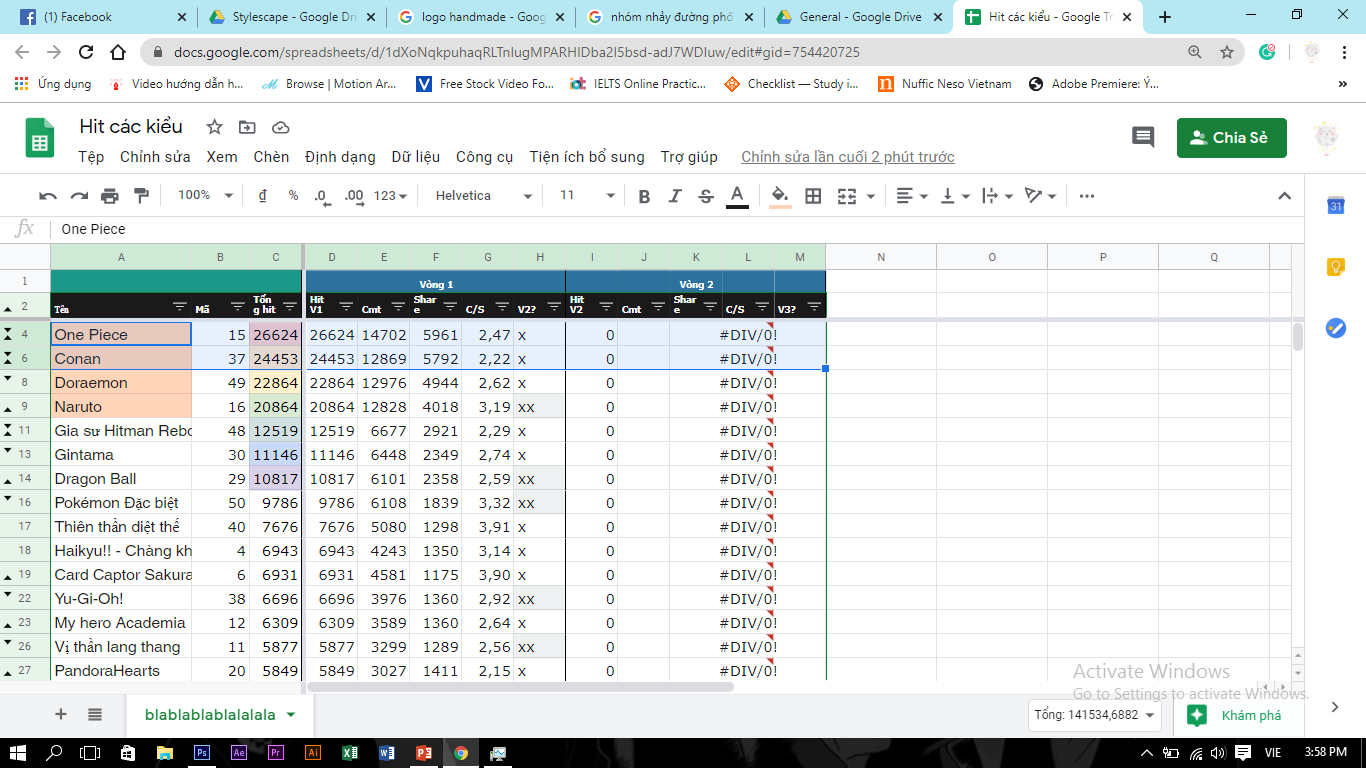 (1) Facebook
Stylescape - Google Dri
logo handmade - Goog
nhóm nhảy đường phố
General - Google Drive
Hit các kiểu - Google Tr
docs.google.com/spreadsheets/d/1dXoNqkpuhaqRLTnlugMPARHIDba2I5bsd-adJ7WDIuw/edit#gid=754420725
Ứng dụng
Video hướng dẫn h...
Browse | Motion Ar...
Free Stock Video Fo...
IELTS Online Practic...
Checklist — Study i...
Nuffic Neso Vietnam
Adobe Premiere: Ý...
Hit các kiểu
Chia Sẻ
Tệp Chỉnh sửa Xem Chèn Định dạng Dữ liệu Công cụ Tiện ích bổ sung Trợ giúp Chỉnh sửa lần cuối 2 phút trước
100% ₫ % .0 .00 123 Helvetica 11 B I S A
fx One Piece
A B C D E F G H I J K L M N O P Q
1 Vòng 1 Vòng 2
2 Tên Mã Tổng hit Hit V1 Cmt Share C/S V2? Hit V2 Cmt Share C/S V3?
4 One Piece 15 26624 26624 14702 5961 2,47 x 0 #DIV/0!
6 Conan 37 24453 24453 12869 5792 2,22 x 0 #DIV/0!
8 Doraemon 49 22864 22864 12976 4944 2,62 x 0 #DIV/0!
9 Naruto 16 20864 20864 12828 4018 3,19 xx 0 #DIV/0!
11 Gia sư Hitman Rebo 48 12519 12519 6677 2921 2,29 x 0 #DIV/0!
13 Gintama 30 11146 11146 6448 2349 2,74 x 0 #DIV/0!
14 Dragon Ball 29 10817 10817 6101 2358 2,59 xx 0 #DIV/0!
16 Pokémon Đặc biệt 50 9786 9786 6108 1839 3,32 xx 0 #DIV/0!
17 Thiên thần diệt thế 40 7676 7676 5080 1298 3,91 x 0 #DIV/0!
18 Haikyu!! - Chàng kh 4 6943 6943 4243 1350 3,14 x 0 #DIV/0!
19 Card Captor Sakura 6 6931 6931 4581 1175 3,90 x 0 #DIV/0!
22 Yu-Gi-Oh! 38 6696 6696 3976 1360 2,92 xx 0 #DIV/0!
23 My hero Academia 12 6309 6309 3589 1360 2,64 x 0 #DIV/0!
26 Vị thần lang thang 11 5877 5877 3299 1289 2,56 xx 0 #DIV/0!
27 PandoraHearts 20 5849 5849 3027 1411 2,15 x 0 #DIV/0!
31
Activate Windows
Go to Settings to activate Windows.
blablablablalalala
Tổng: 141534,6882
Khám phá
Ps Ae Pr Ai
VIE
3:58 PM